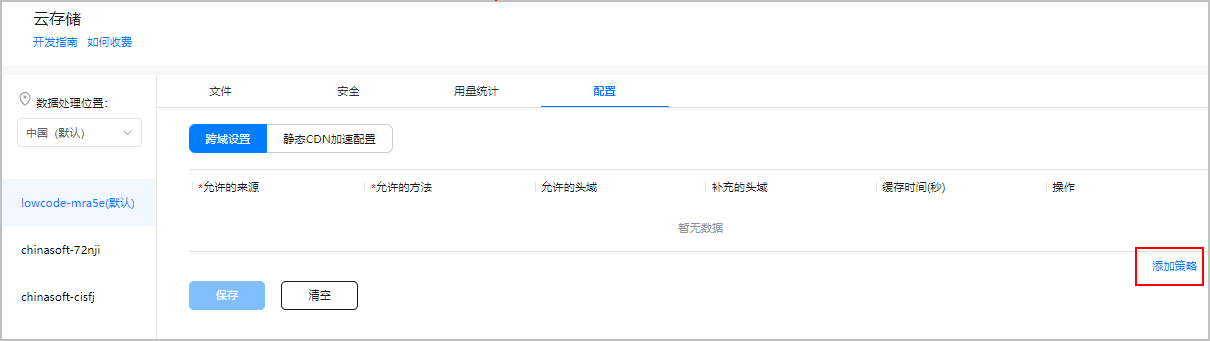 云存储
开发指南 如何收费
数据处理位置：
中国（默认）
lowcode-mra5e(默认)
chinasoft-72nji
chinasoft-cisfj
文件 安全 用量统计 配置
跨域设置 静态CDN加速配置
*允许的来源 *允许的方法 允许的头域 补充的头域 缓存时间(秒) 操作
暂无数据
添加策略
保存 清空